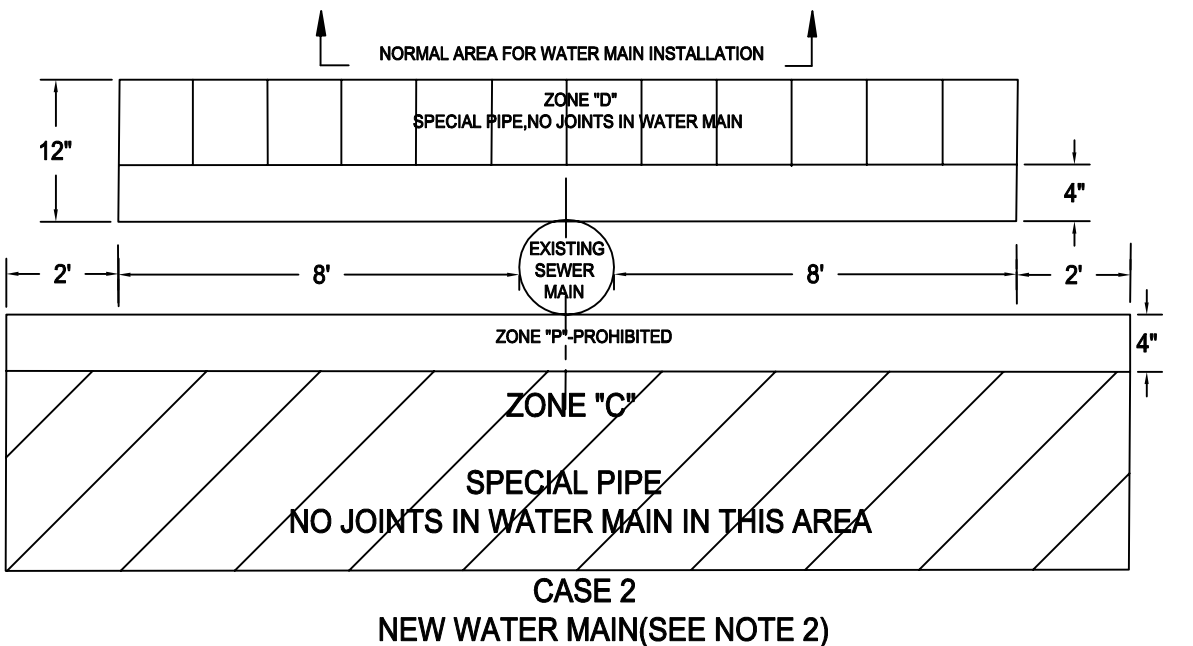 NORMAL AREA FOR WATER MAIN INSTALLATION
ZONE "D"
SPECIAL PIPE,NO JOINTS IN WATER MAIN
12"
4"
EXISTING
SEWER
MAIN
2'
8'
8'
2'
ZONE "P"-PROHIBITED
4"
ZONE "C"
SPECIAL PIPE
NO JOINTS IN WATER MAIN IN THIS AREA
CASE 2
NEW WATER MAIN(SEE NOTE 2)